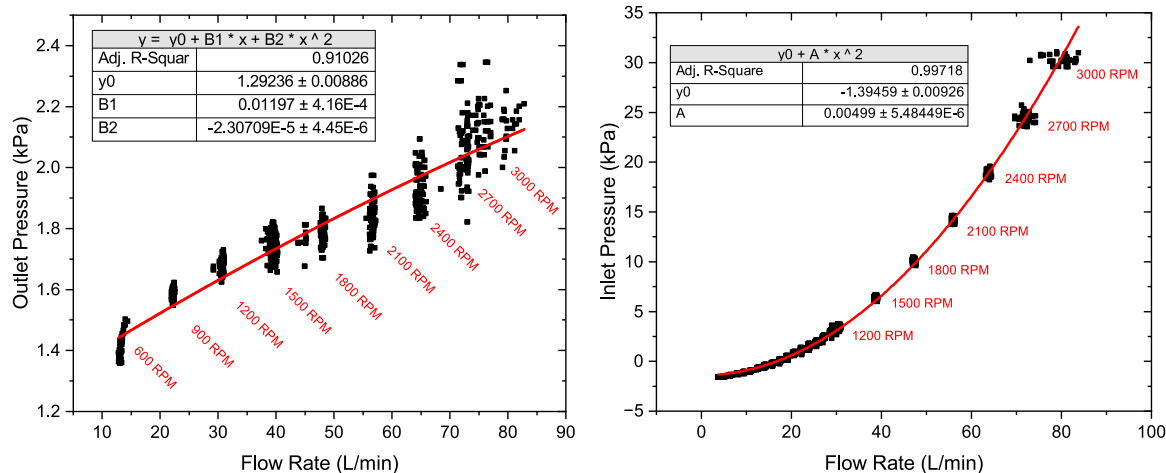 y = y0 + B1 * x + B2 * x ^ 2
Adj. R-Squar 0.91026
y0 1.29236 ± 0.00886
B1 0.01197 ± 4.16E-4
B2 -2.30709E-5 ± 4.45E-6
2.4
2.2
2.0
1.8
1.6
1.4
1.2
Outlet Pressure (kPa)
600 RPM
900 RPM
1200 RPM
1500 RPM
1800 RPM
2100 RPM
2400 RPM
2700 RPM
3000 RPM
10 20 30 40 50 60 70 80 90
Flow Rate (L/min)
y0 + A * x ^ 2
Adj. R-Square 0.99718
y0 -1.39459 ± 0.00926
A 0.00499 ± 5.48449E-6
35
30
25
20
15
10
5
0
−5
Inlet Pressure (kPa)
3000 RPM
2700 RPM
2400 RPM
2100 RPM
1800 RPM
1500 RPM
1200 RPM
0 20 40 60 80 100
Flow Rate (L/min)